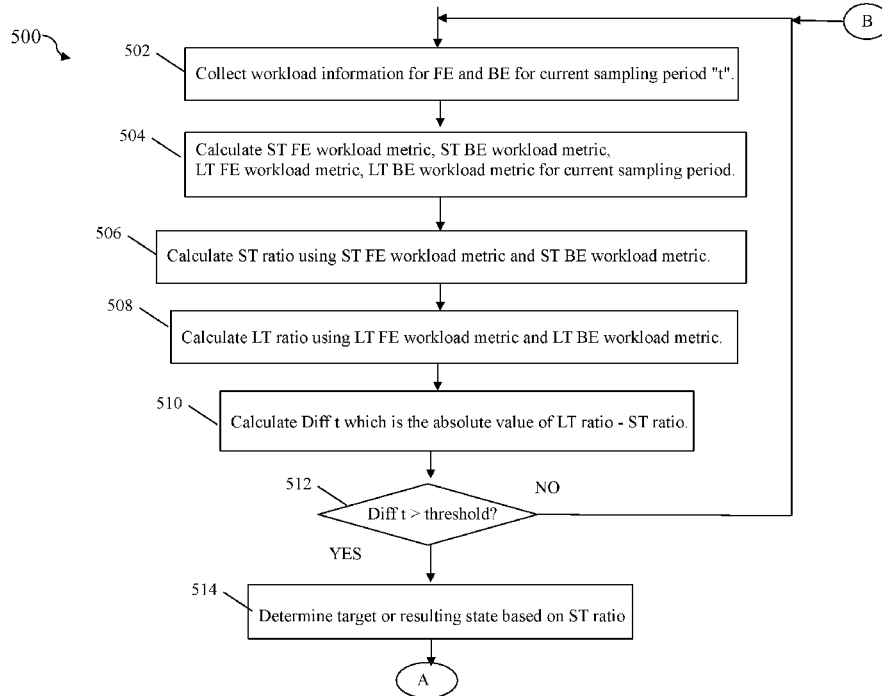 B
500
502
Collect workload information for FE and BE for current sampling period "t".
504
Calculate ST FE workload metric, ST BE workload metric,
LT FE workload metric, LT BE workload metric for current sampling period.
506
Calculate ST ratio using ST FE workload metric and ST BE workload metric.
508
Calculate LT ratio using LT FE workload metric and LT BE workload metric.
510
Calculate Diff t which is the absolute value of LT ratio - ST ratio.
512
NO
Diff t > threshold?
YES
514
Determine target or resulting state based on ST ratio
A